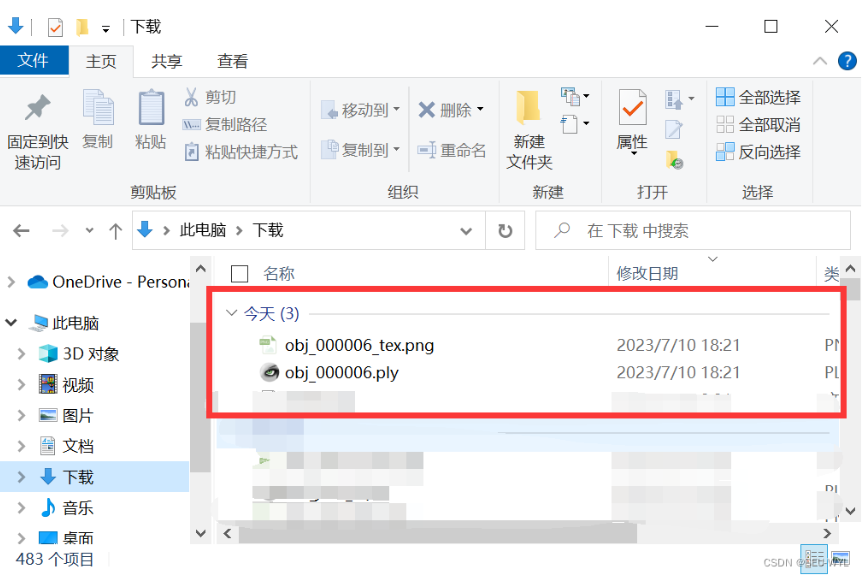 下载
文件 主页 共享 查看
固定到快速访问
复制
粘贴
剪切
复制路径
粘贴快捷方式
剪贴板
移动到
复制到
删除
重命名
组织
新建
文件夹
新建
属性
打开
全部选择
全部取消
反向选择
选择
此电脑 下载
在 下载 中搜索
名称 修改日期 类
OneDrive - Persona
此电脑
3D 对象
视频
图片
文档
下载
音乐
桌面
今天 (3)
obj_000006_tex.png 2023/7/10 18:21 PN
obj_000006.ply 2023/7/10 18:21 PL
483 个项目